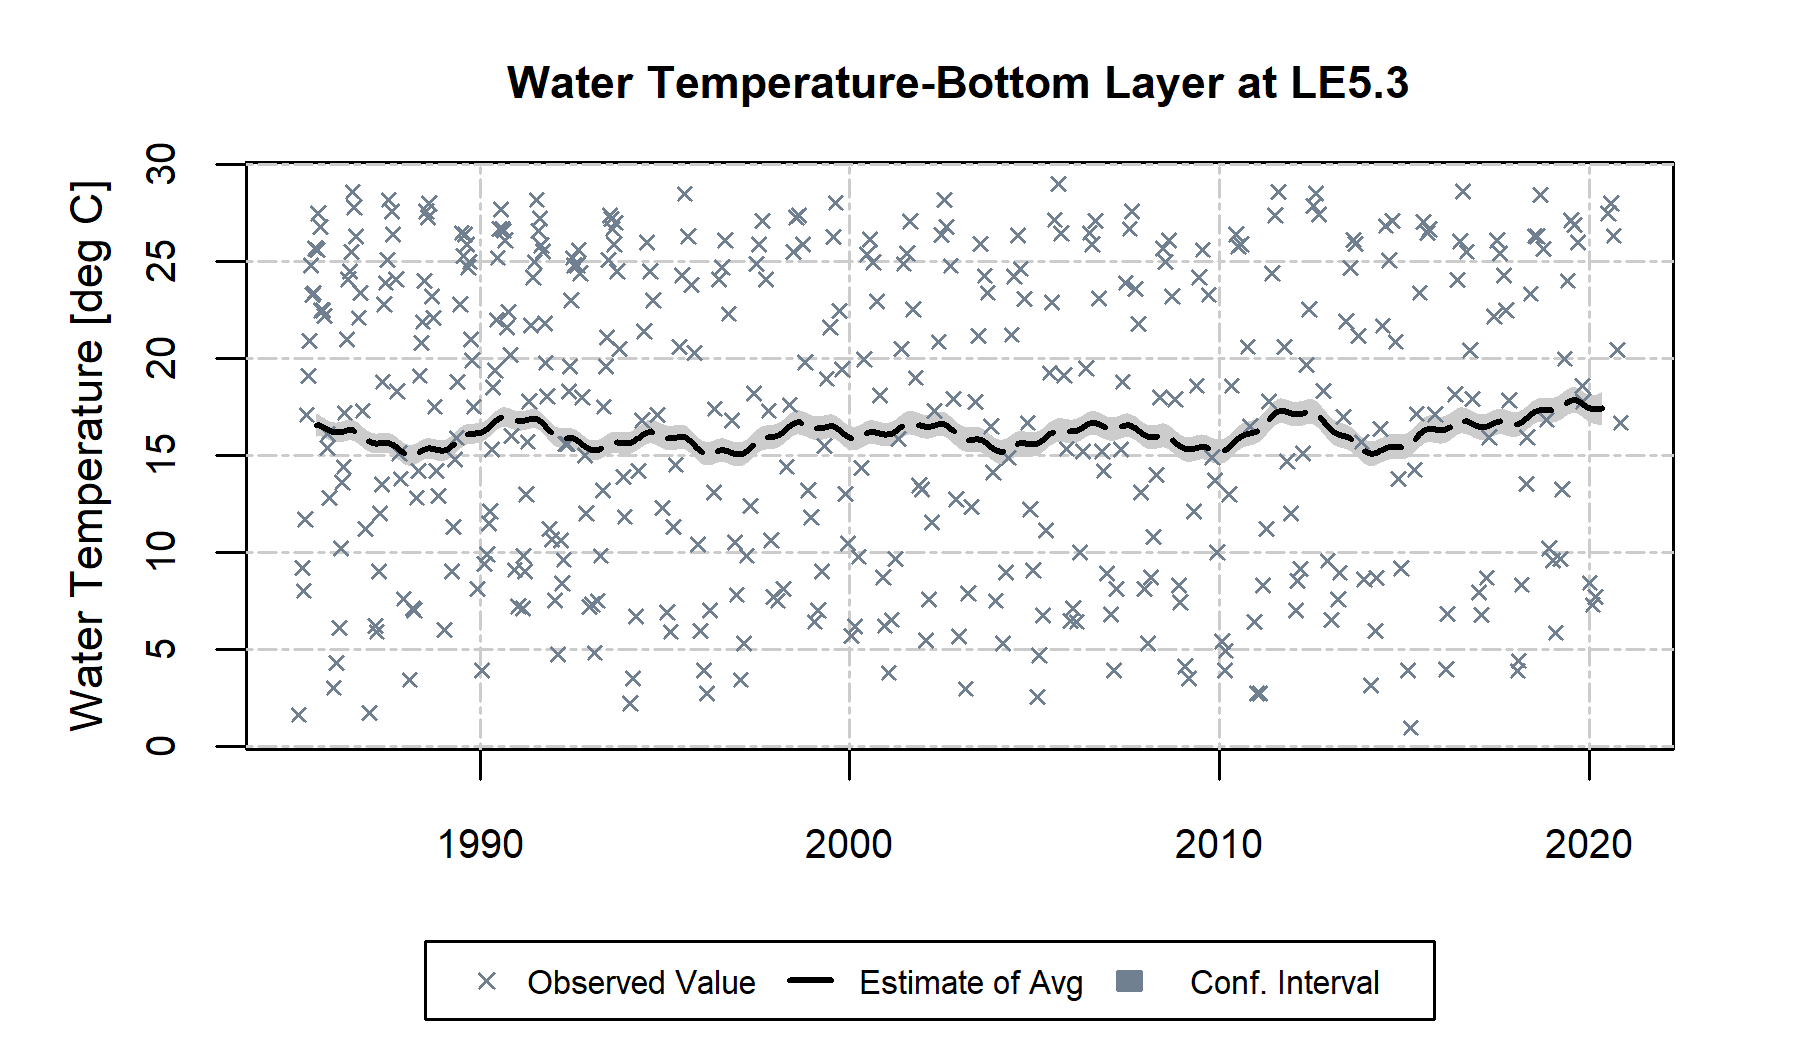 Water Temperature-Bottom Layer at LE5.3
Water Temperature [deg C]
30
25
20
15
10
5
0
1990 2000 2010 2020
Observed Value Estimate of Avg Conf. Interval